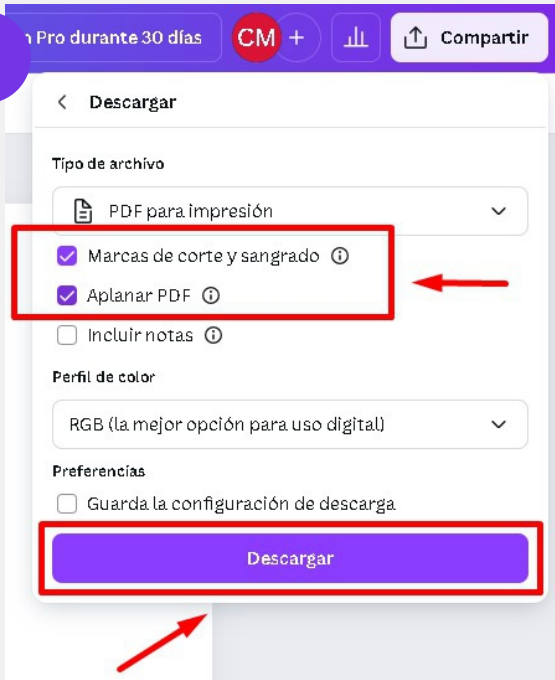 Pro durante 30 días
CM
+
Compartir
Descargar
Tipo de archivo
PDF para impresión
Marcas de corte y sangrado
Aplanar PDF
Incluir notas
Perfil de color
RGB (la mejor opción para uso digital)
Preferencias
Guarda la configuración de descarga
Descargar